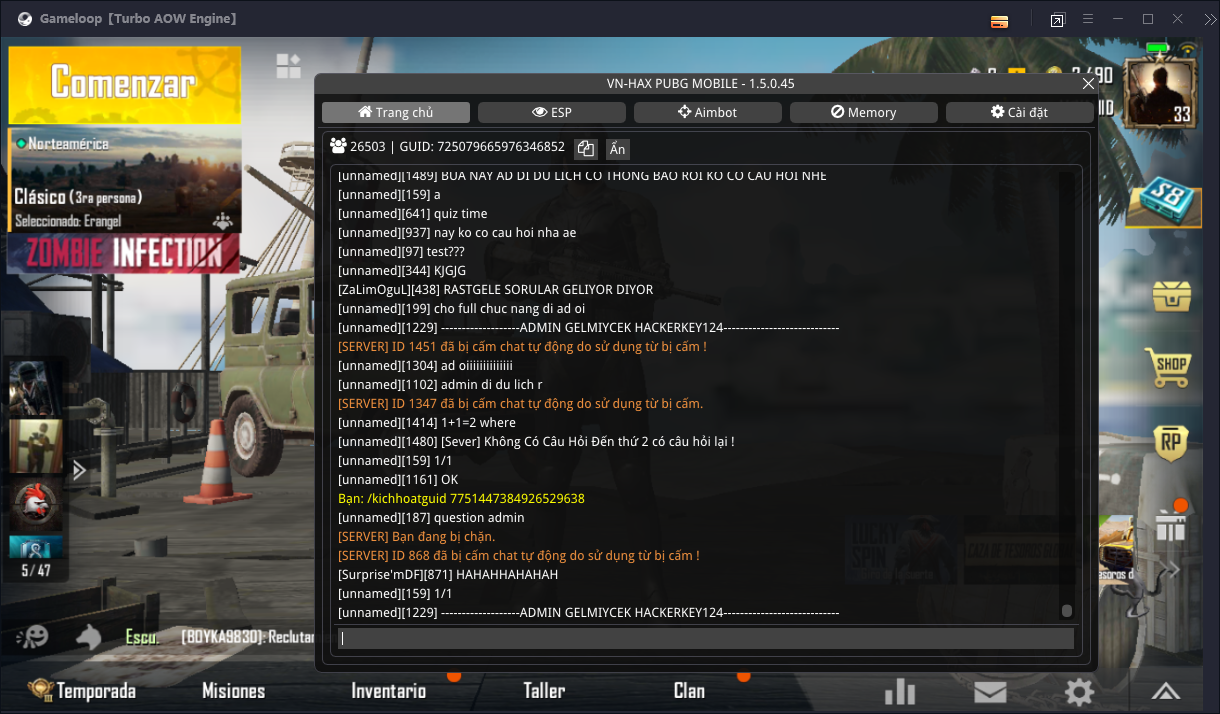 Gameloop [Turbo AOW Engine]
Comenzar
Norteamérica
Clásico (3ra persona)
Seleccionado: Erangel
ZOMBIE INFECTION
33
VN-HAX PUBG MOBILE - 1.5.0.45
Trang chủ
ESP
Aimbot
Memory
Cài đặt
26503 | GUID: 725079665976346852
Ẩn
[unnamed][1489] BUA NAY AD DI DU LICH CO THONG BAO ROI KO CO CAU HOI NHE
[unnamed][159] a
[unnamed][641] quiz time
[unnamed][937] nay ko co cau hoi nha ae
[unnamed][97] test???
[unnamed][344] KJGJG
[ZaLimOguL][438] RASTGELE SORULAR GELIYOR DIYOR
[unnamed][199] cho full chuc nang di ad oi
[unnamed][1229] -------------------ADMIN GELMIYCEK HACKERKEY124----------------------------
[SERVER] ID 1451 đã bị cấm chat tự động do sử dụng từ bị cấm !
[unnamed][1304] ad oiiiiiiiiiiiiii
[unnamed][1102] admin di du lich r
[SERVER] ID 1347 đã bị cấm chat tự động do sử dụng từ bị cấm.
[unnamed][1414] 1+1=2 where
[unnamed][1480] [Sever] Không Có Câu Hỏi Đến thứ 2 có câu hỏi lại !
[unnamed][159] 1/1
[unnamed][1161] OK
Bạn: /kichhoatguid 7751447384926529638
[unnamed][187] question admin
[SERVER] Bạn đang bị chặn.
[SERVER] ID 868 đã bị cấm chat tự động do sử dụng từ bị cấm !
[Surprise'mDF][871] HAHAHHAHAHAH
[unnamed][159] 1/1
[unnamed][1229] -------------------ADMIN GELMIYCEK HACKERKEY124----------------------------
SHOP
RP
LUCKY
SPIN
5/47
Escu.
[BOYKA9830]: Reclutar
Temporada
Misiones
Inventario
Taller
Clan